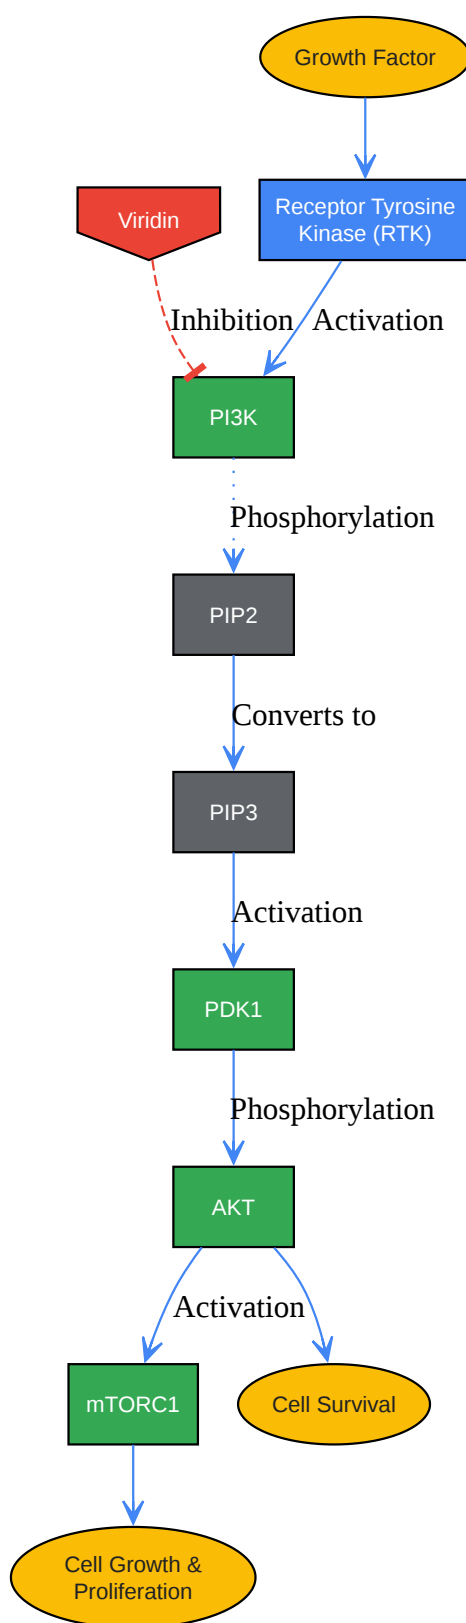 Growth Factor
Viridin
Receptor Tyrosine
Kinase (RTK)
Inhibition
Activation
PI3K
Phosphorylation
PIP2
Converts to
PIP3
Activation
PDK1
Phosphorylation
AKT
Activation
mTORC1
Cell Survival
Cell Growth &
Proliferation